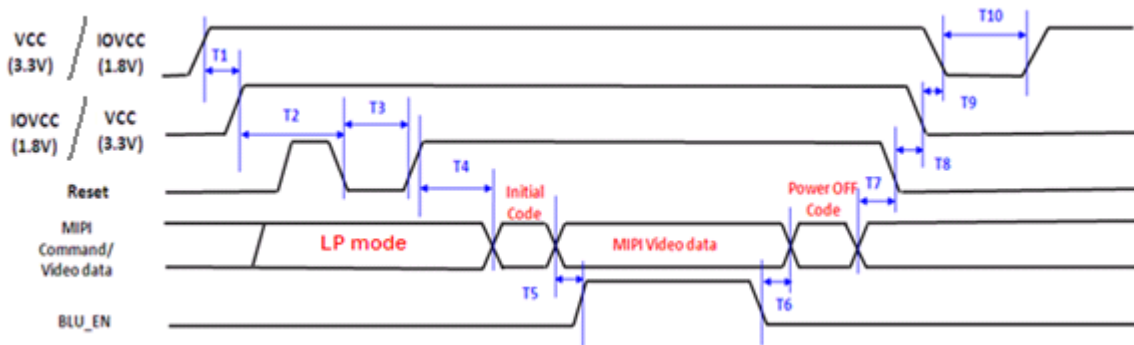 VCC / IOVCC
(3.3V) (1.8V)
T1
T10
IOVCC / VCC
(1.8V) (3.3V)
T2
T3
T9
Reset
T4
Initial
Code
Power OFF
Code
T7
T8
MIPI
Command/
Video data
LP mode
MIPI Video data
T5
T6
BLU_EN